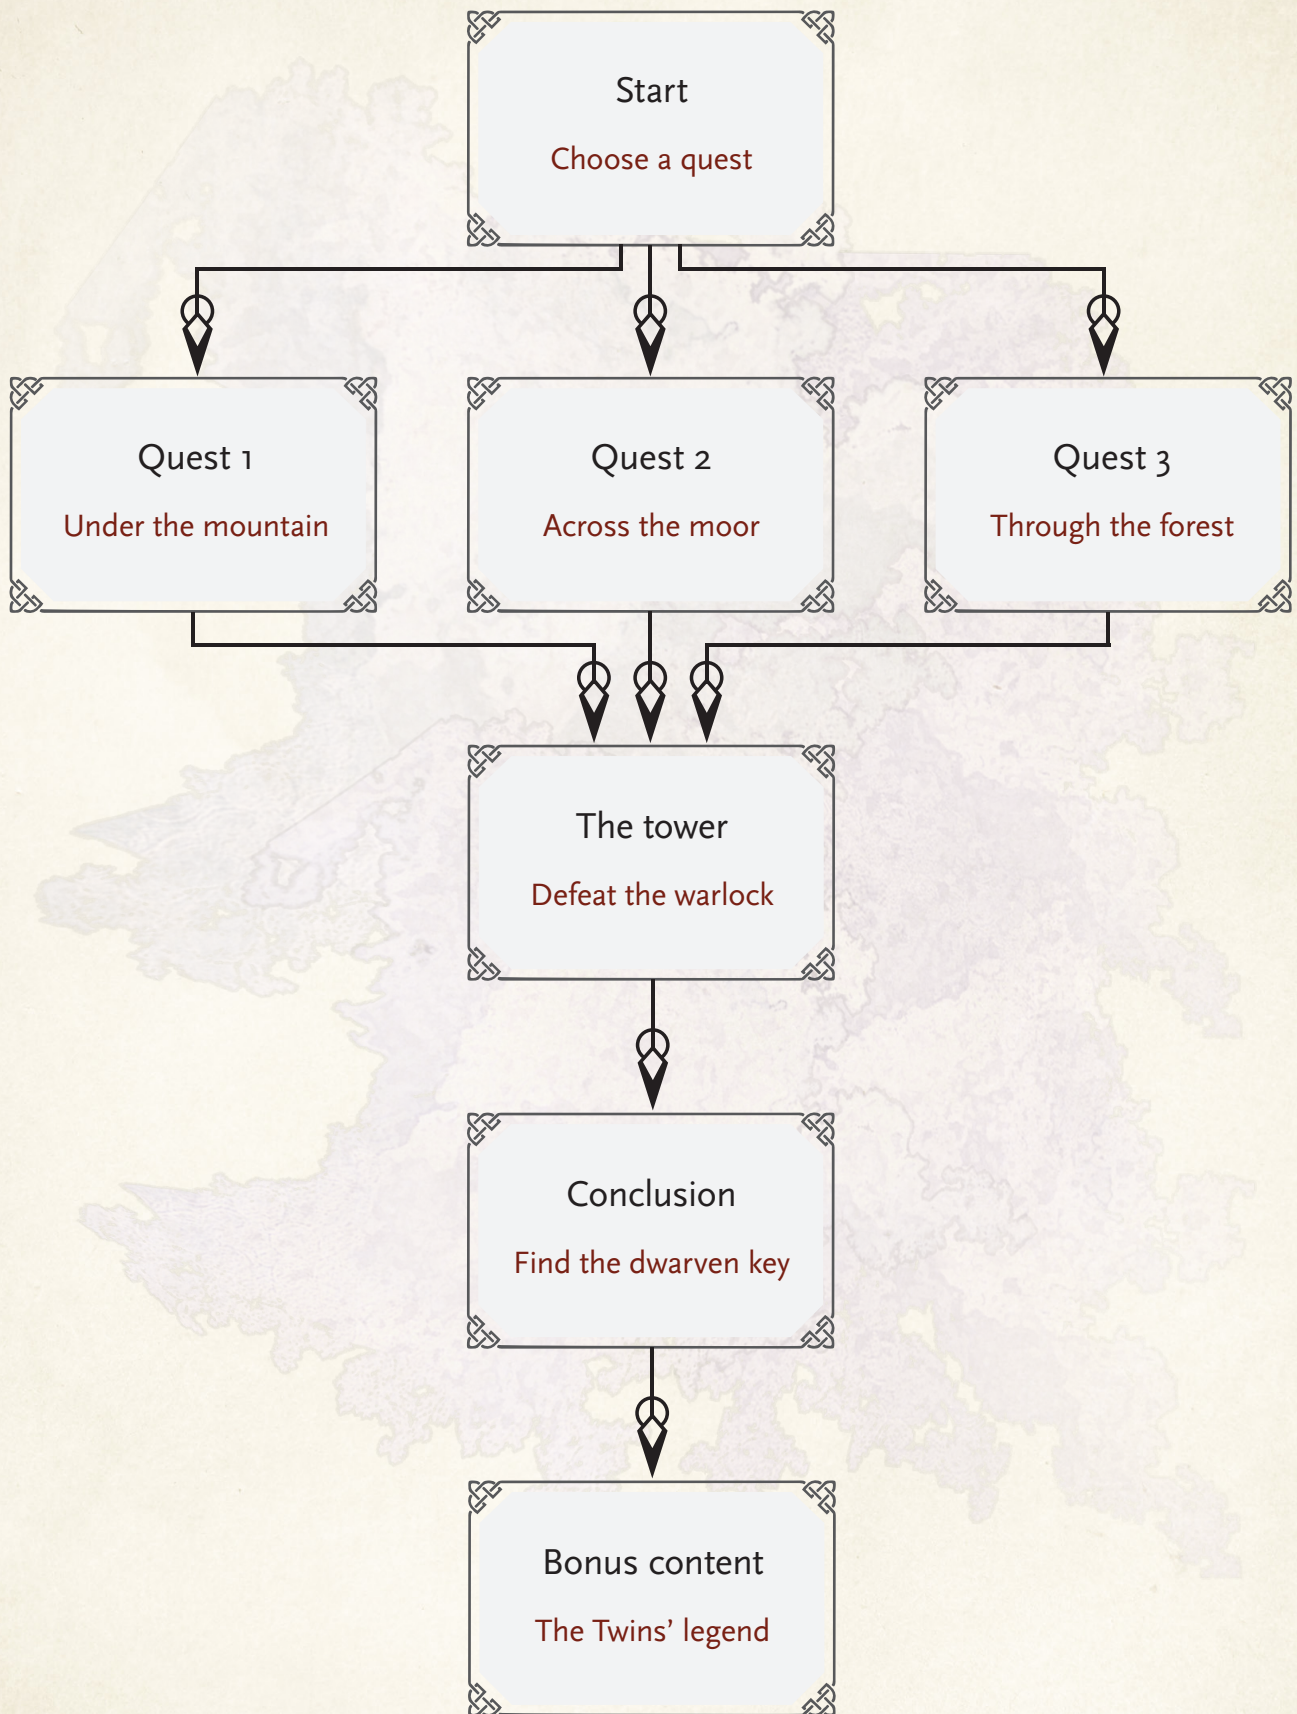 Start
Choose a quest
Quest 1
Under the mountain
Quest 2
Across the moor
Quest 3
Through the forest
The tower
Defeat the warlock
Conclusion
Find the dwarven key
Bonus content
The Twins’ legend